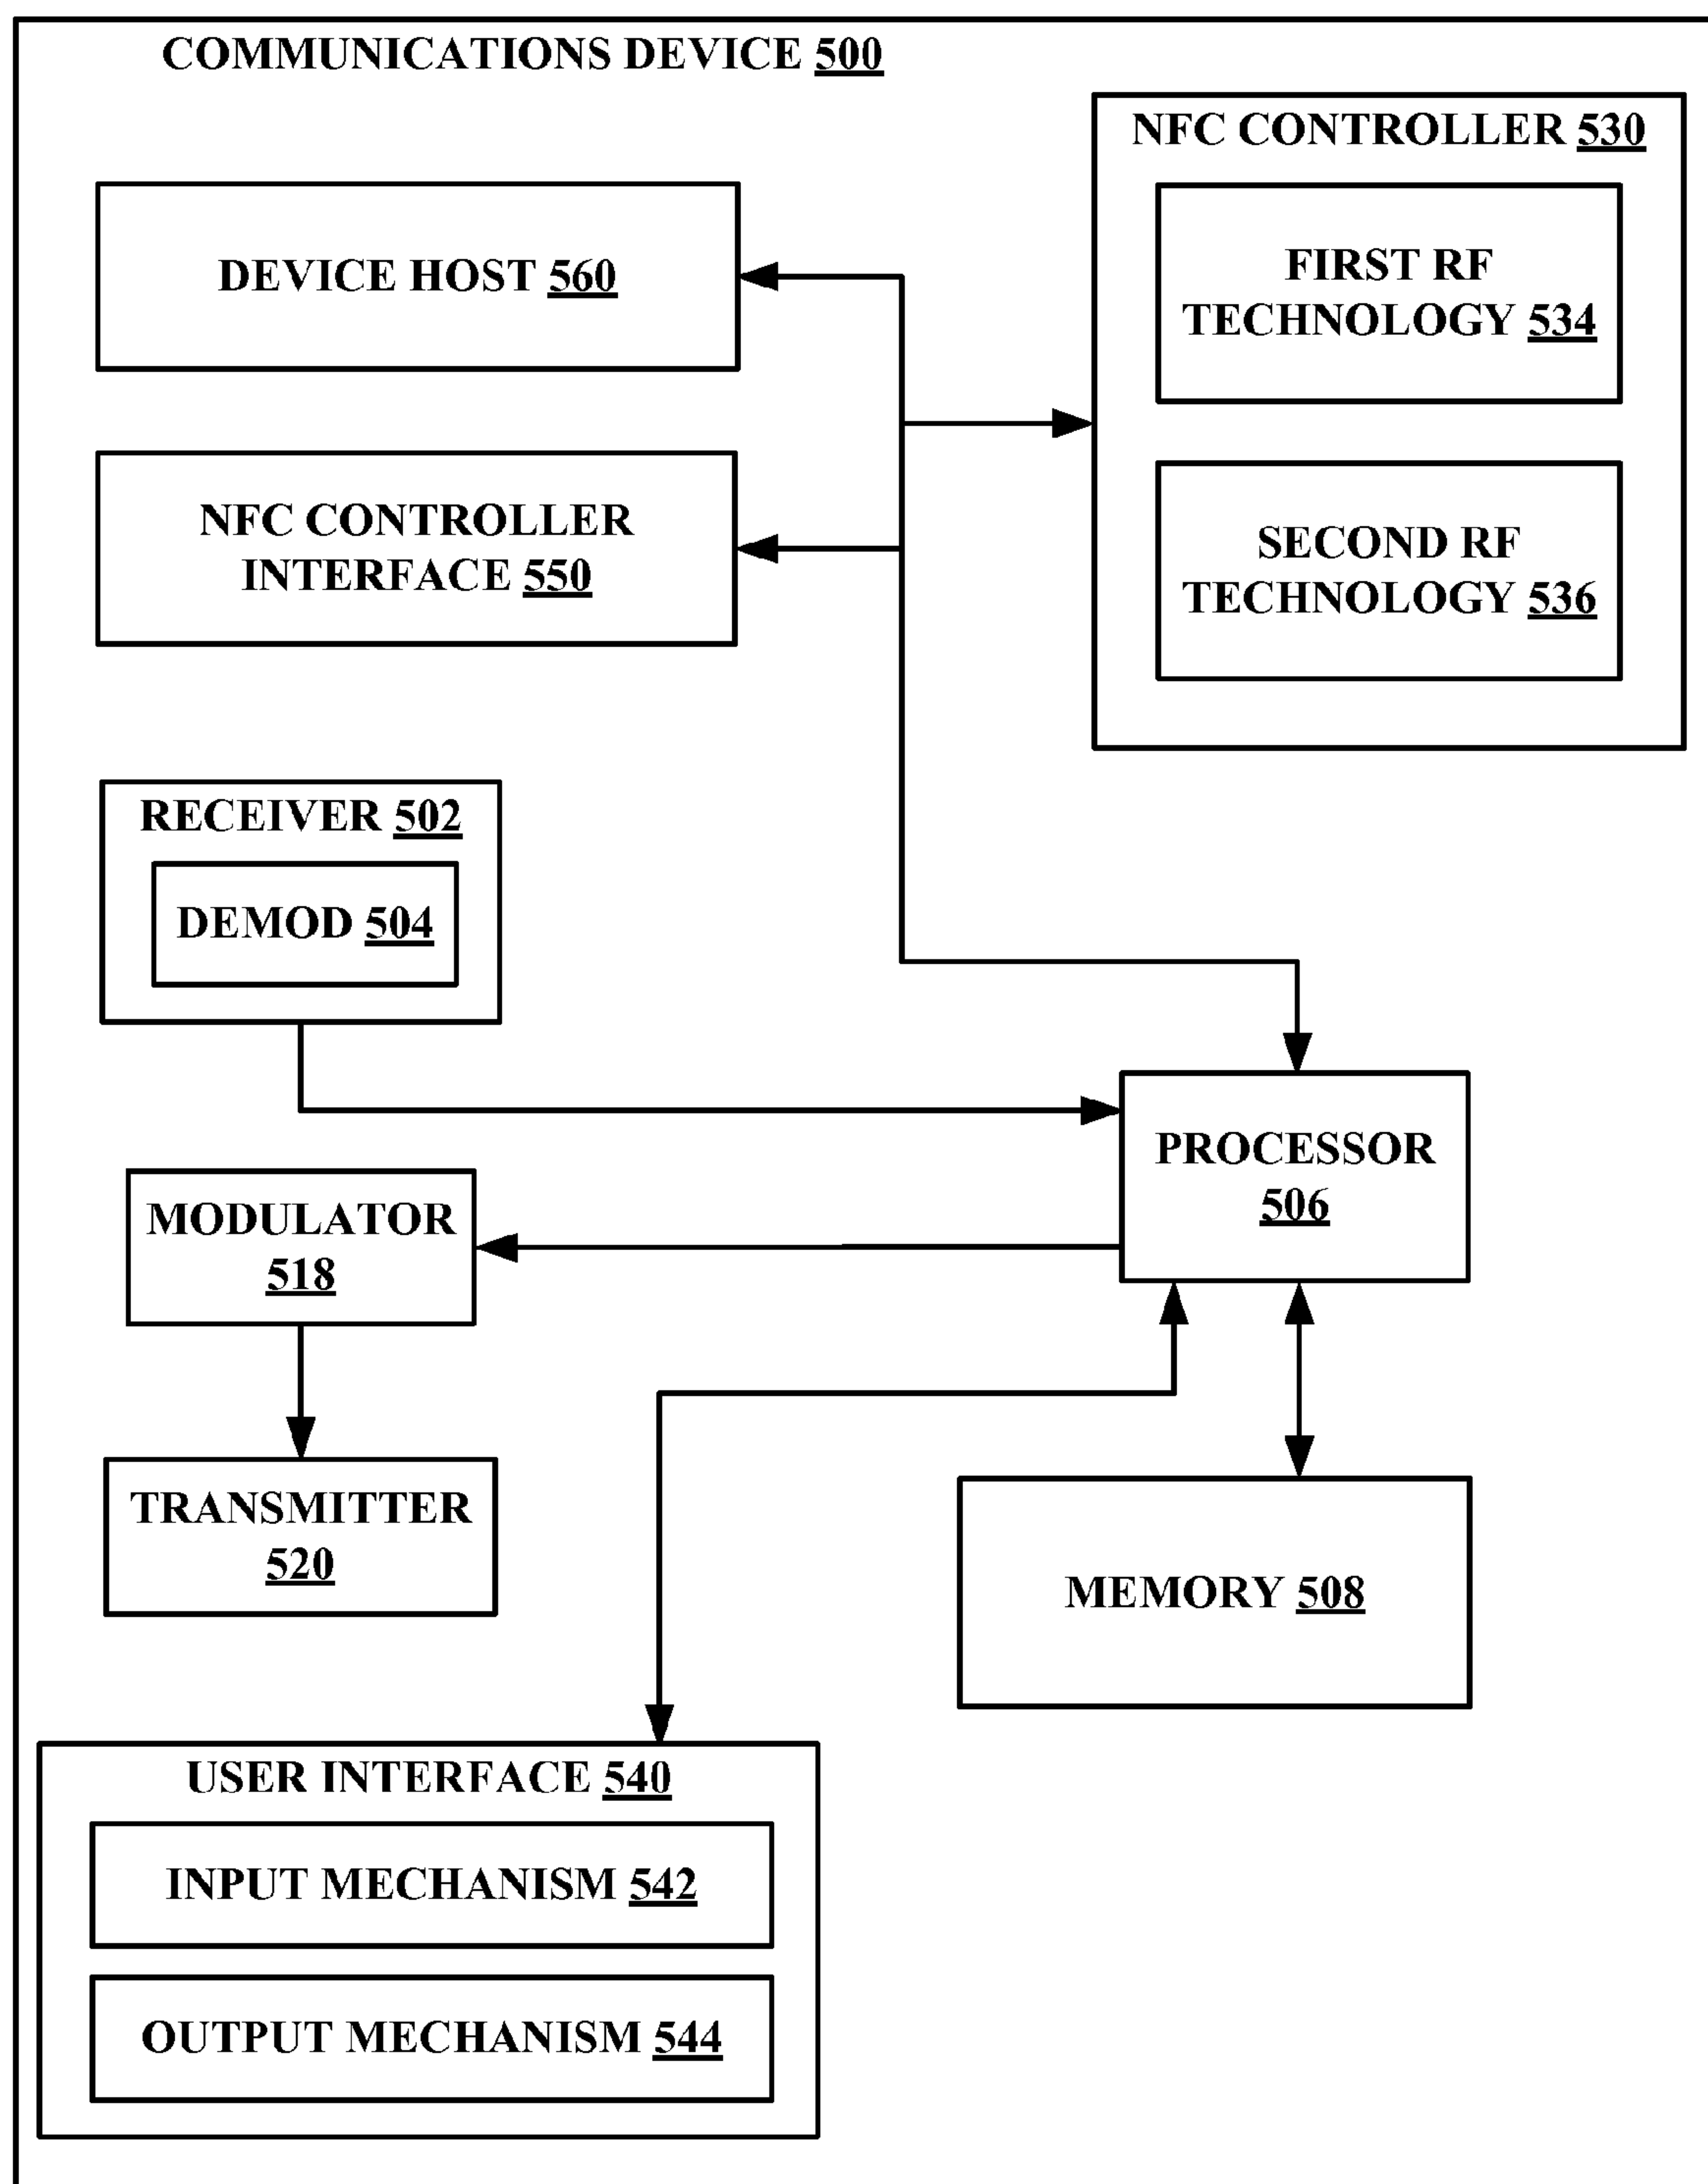 COMMUNICATIONS DEVICE 500
NFC CONTROLLER 530
DEVICE HOST 560
FIRST RF
TECHNOLOGY 534
NFC CONTROLLER
INTERFACE 550
SECOND RF
TECHNOLOGY 536
RECEIVER 502
DEMOD 504
PROCESSOR
506
MODULATOR
518
TRANSMITTER
520
MEMORY 508
USER INTERFACE 540
INPUT MECHANISM 542
OUTPUT MECHANISM 544